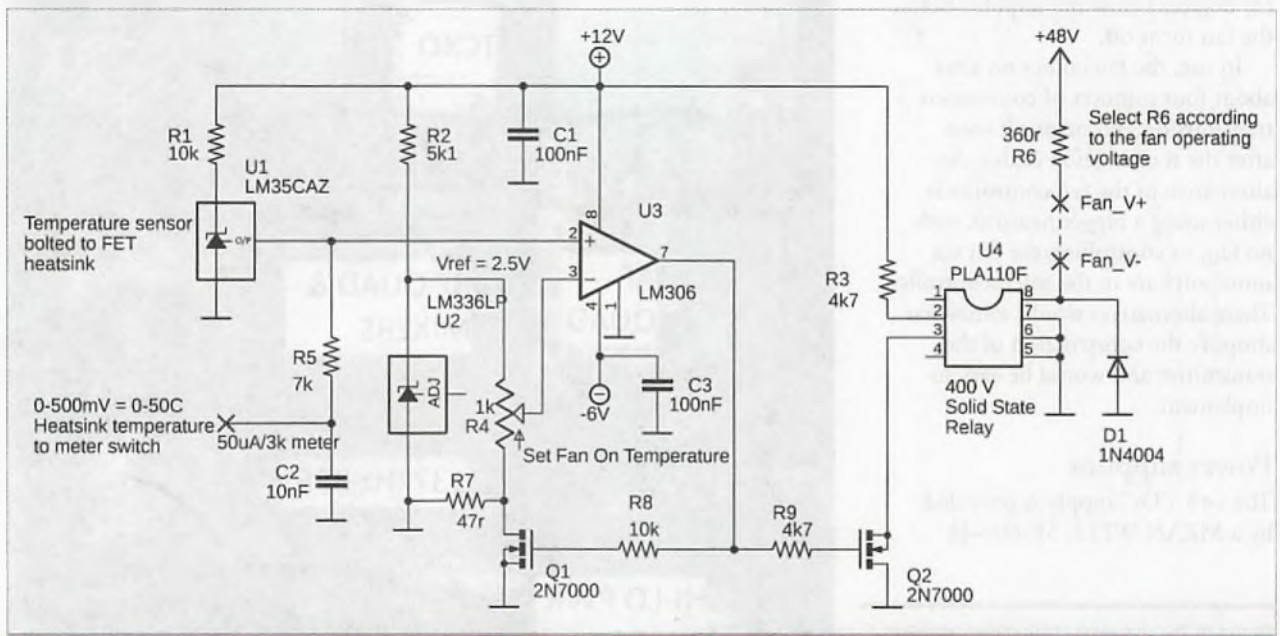 +12V
+48V
R1
10k
U1
LM35CAZ
R2
5k1
C1
100nF
360r
R6
Select R6 according
to the fan operating
voltage
Fan_V+
Fan_V-
Temperature sensor
bolted to FET
heatsink
O/P
Vref = 2.5V
LM336LP
U2
ADJ
U3
LM306
2
3
8
7
4
1
+
-
R3
4k7
U4
PLA110F
1
2
3
4
8
7
6
5
400 V
Solid State
Relay
D1
1N4004
R5
7k
0-500mV = 0-50C
Heatsink temperature
to meter switch
50uA/3k meter
C2
10nF
1k
R4
Set Fan On Temperature
-6V
C3
100nF
R7
47r
R8
10k
R9
4k7
Q1
2N7000
Q2
2N7000